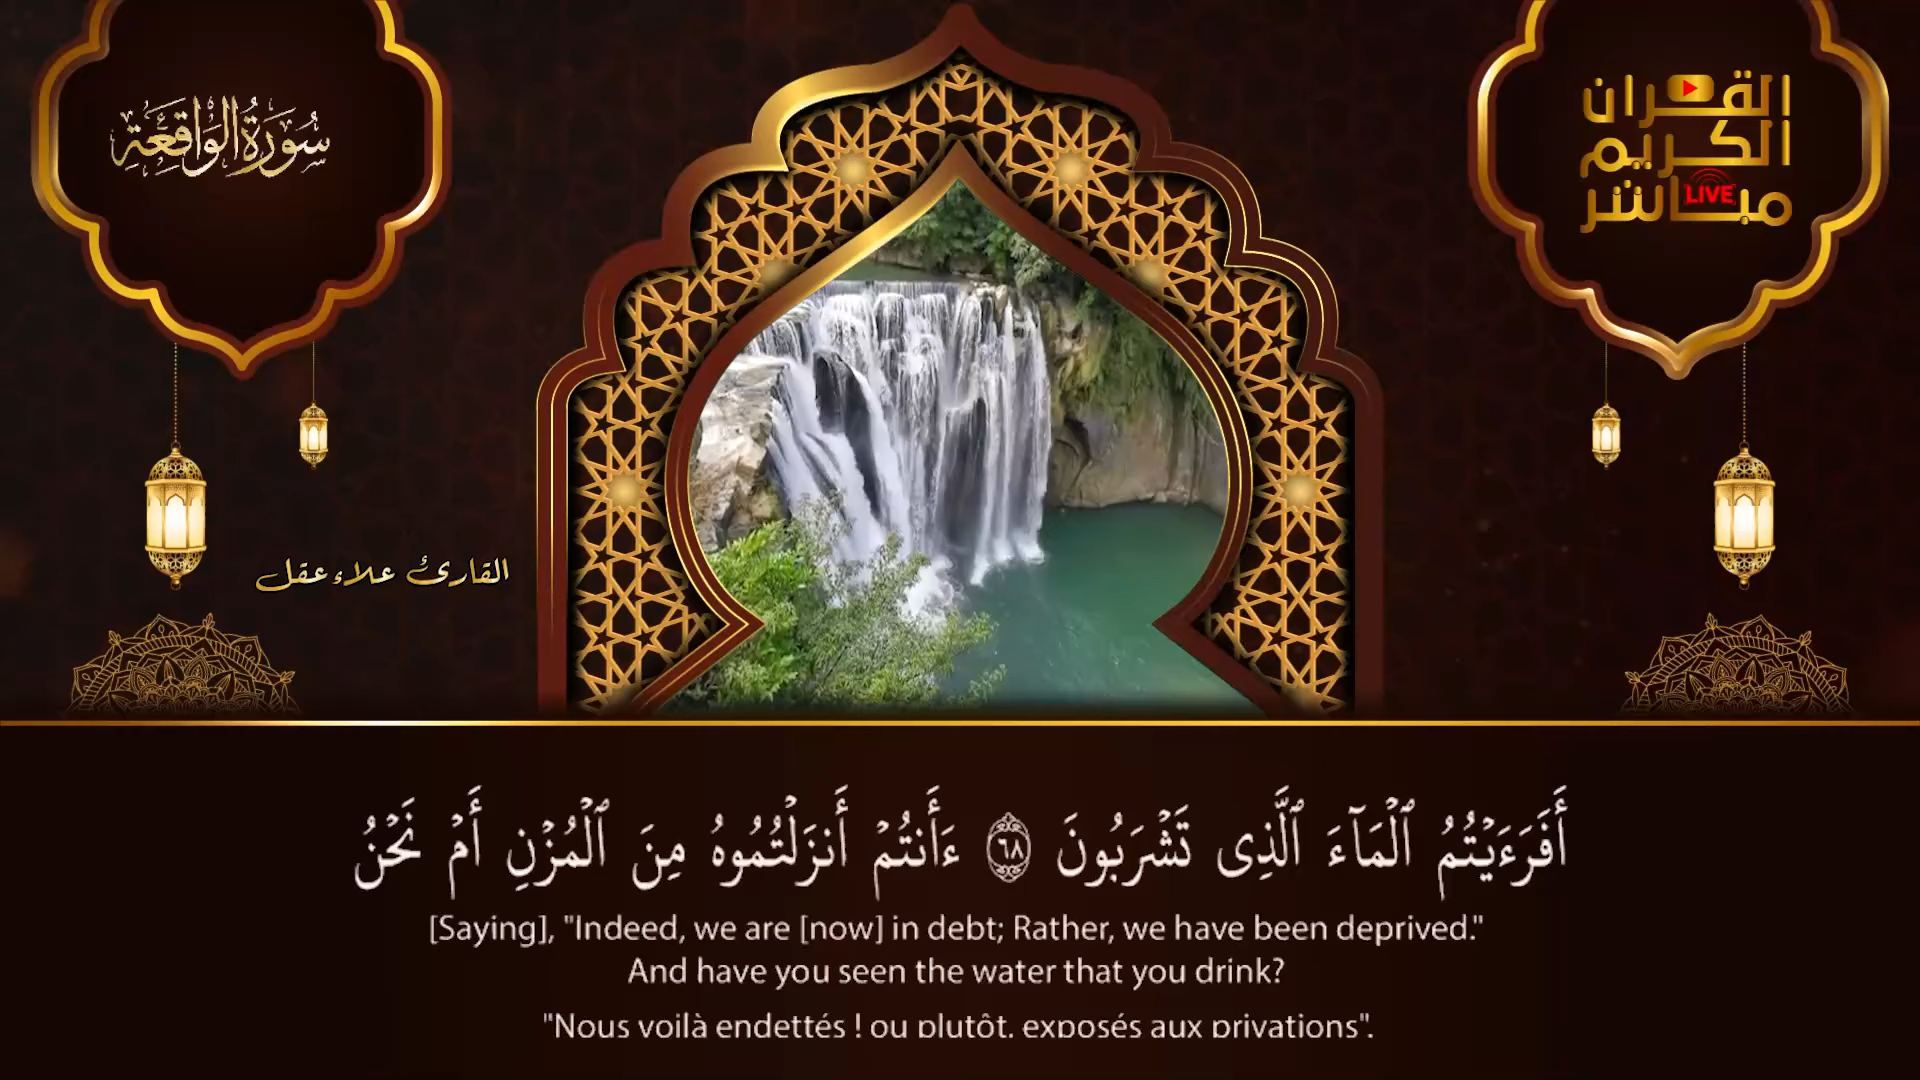 سُورَةُ الْوَاقِعَةِ
القران
الكريم
مباشر
LIVE
القارئ علاء عقل
أَفَرَءَيۡتُمُ ٱلۡمَآءَ ٱلَّذِى تَشۡرَبُونَ ٦٨ ءَأَنتُمۡ أَنزَلۡتُمُوهُ مِنَ ٱلۡمُزۡنِ أَمۡ نَحۡنُ
[Saying], "Indeed, we are [now] in debt; Rather, we have been deprived."
And have you seen the water that you drink?
"Nous voilà endettés ! ou plutôt, exposés aux privations".